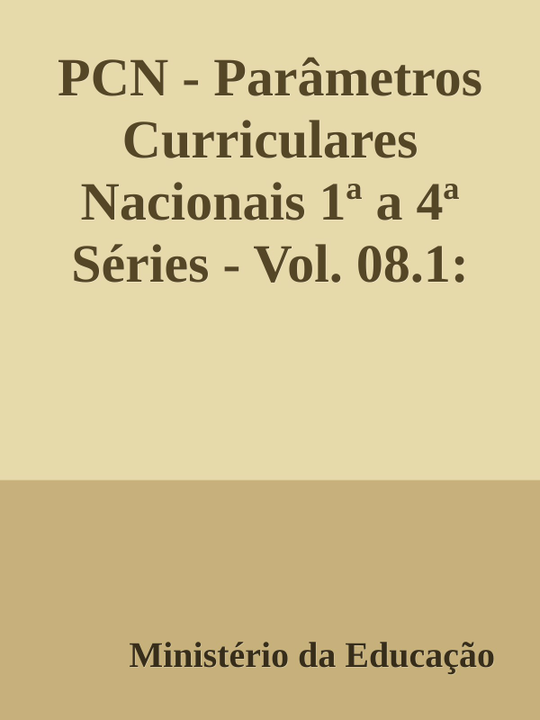 PCN - Parâmetros
Curriculares
Nacionais 1ª a 4ª
Séries - Vol. 08.1:
Ministério da Educação